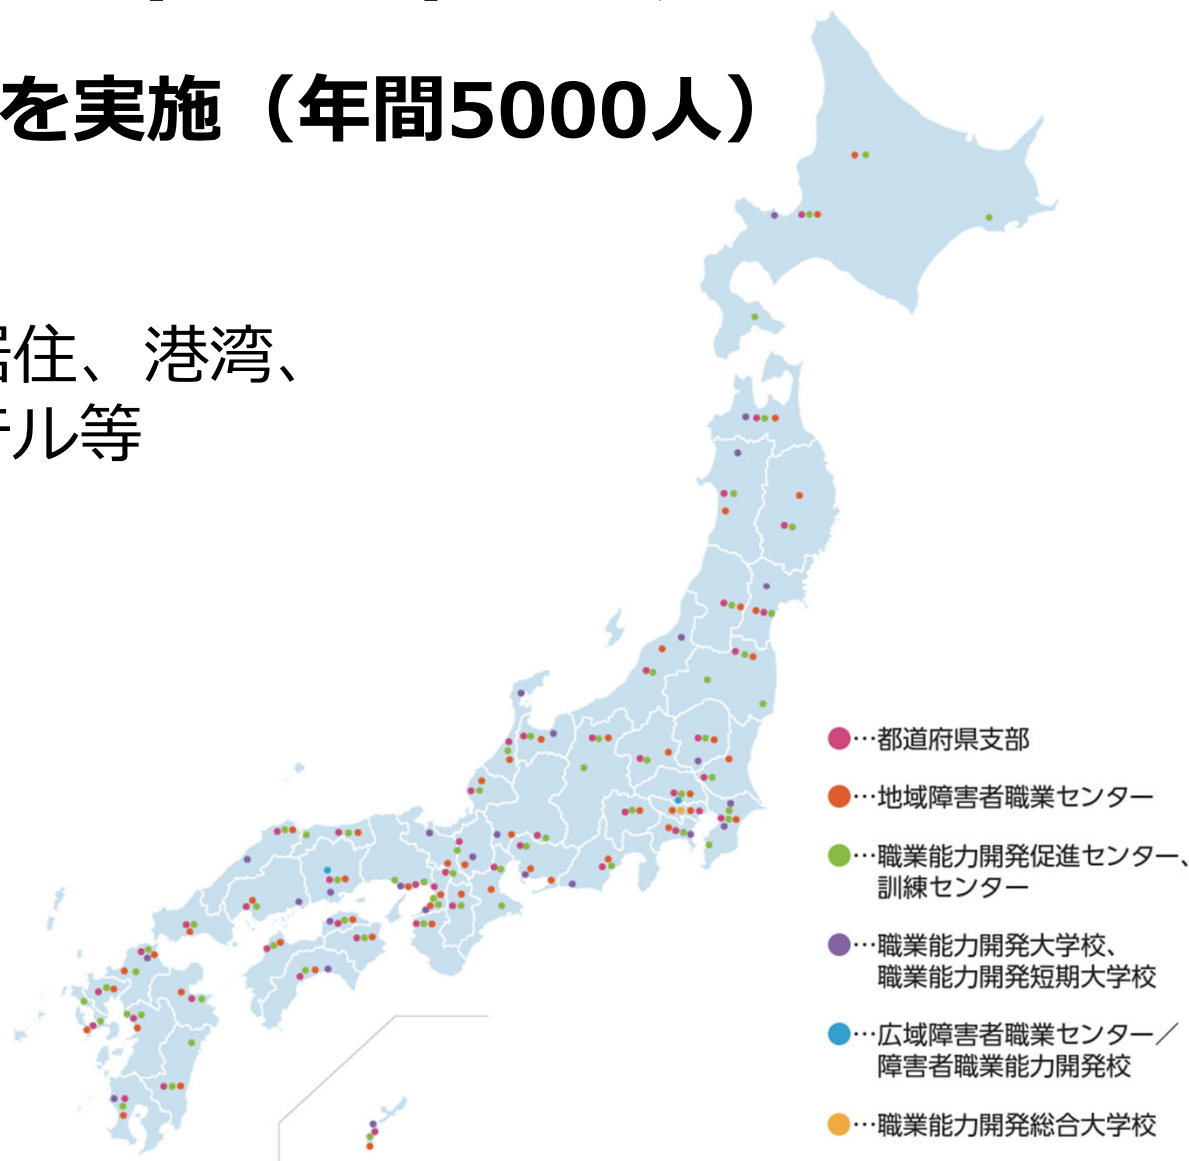 を実施（年間5000人）
居住、港湾、
テル等
●…都道府県支部
●…地域障害者職業センター
●…職業能力開発促進センター、
訓練センター
●…職業能力開発大学校、
職業能力開発短期大学校
●…広域障害者職業センター／
障害者職業能力開発校
●…職業能力開発総合大学校